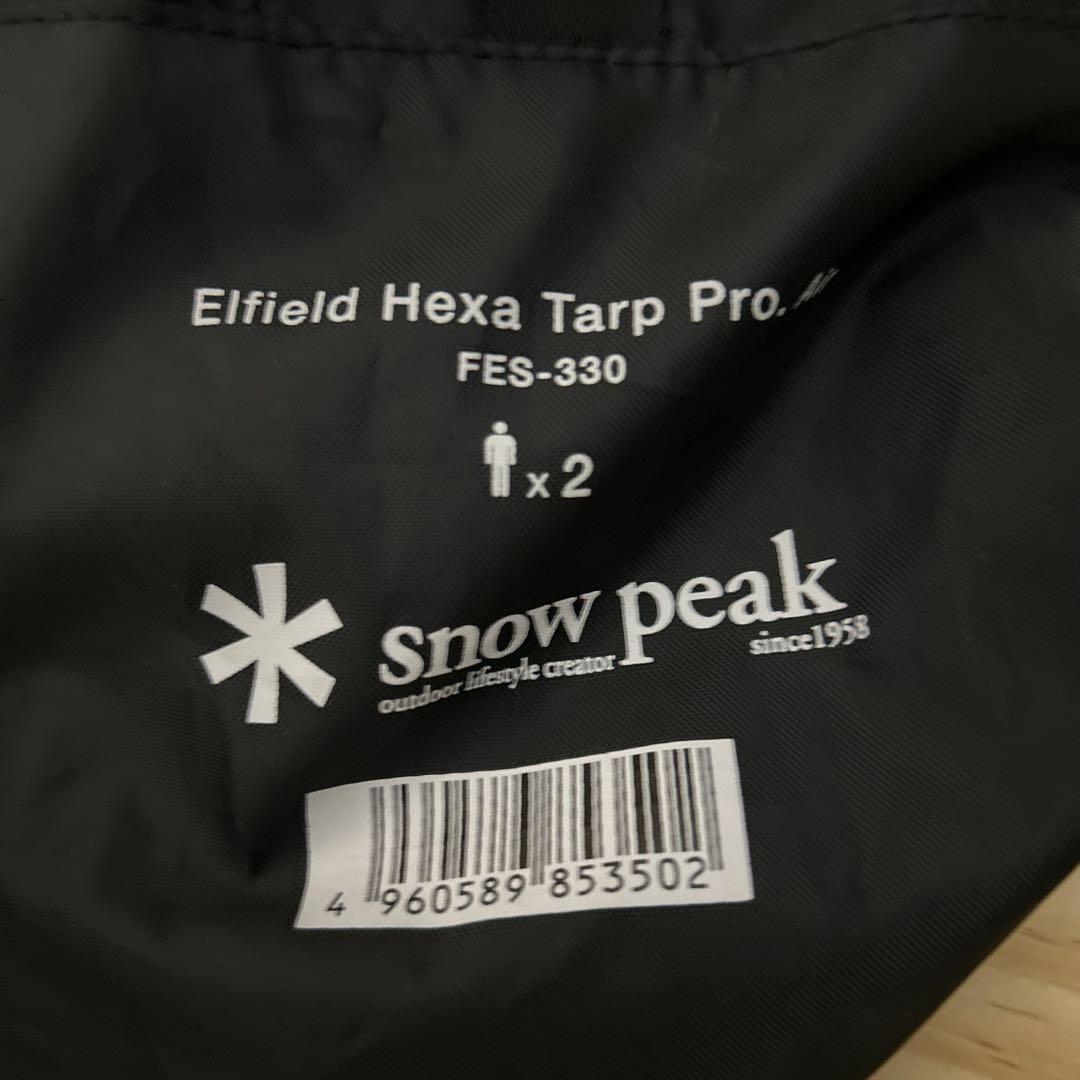 Elfield Hexa Tarp Pro.
FES-330
x 2
snow peak
outdoor lifestyle creator
since1958
4 960589 853502